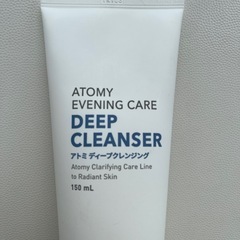 ATOMY
EVENING CARE
DEEP
CLEANSER
アトミ ディープクレンジング
Atomy Clarifying Care Line
to Radiant Skin
150 mL